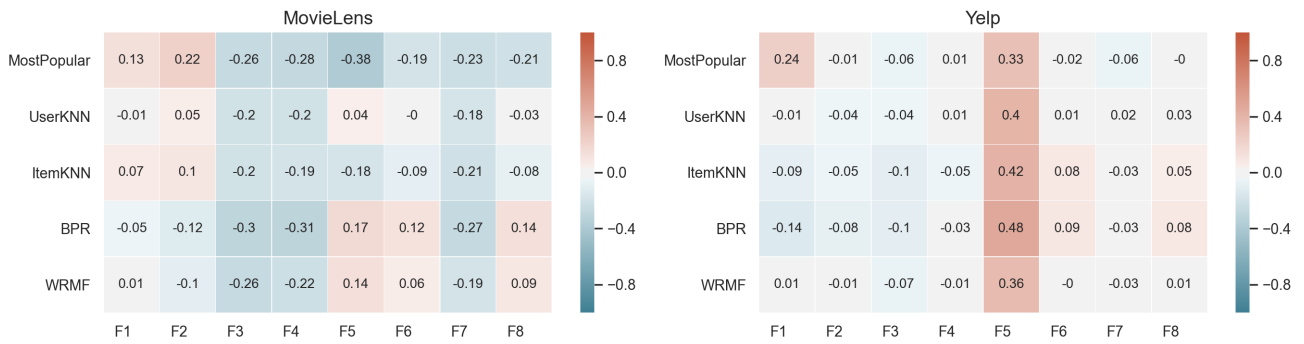 MovieLens
MostPopular 0.13 0.22 -0.26 -0.28 -0.38 -0.19 -0.23 -0.21
UserKNN -0.01 0.05 -0.2 -0.2 0.04 -0 -0.18 -0.03
ItemKNN 0.07 0.1 -0.2 -0.19 -0.18 -0.09 -0.21 -0.08
BPR -0.05 -0.12 -0.3 -0.31 0.17 0.12 -0.27 0.14
WRMF 0.01 -0.1 -0.26 -0.22 0.14 0.06 -0.19 0.09
F1 F2 F3 F4 F5 F6 F7 F8
0.8
0.4
0.0
−0.4
−0.8
Yelp
MostPopular 0.24 -0.01 -0.06 0.01 0.33 -0.02 -0.06 -0
UserKNN -0.01 -0.04 -0.04 0.01 0.4 0.01 0.02 0.03
ItemKNN -0.09 -0.05 -0.1 -0.05 0.42 0.08 -0.03 0.05
BPR -0.14 -0.08 -0.1 -0.03 0.48 0.09 -0.03 0.08
WRMF 0.01 -0.01 -0.07 -0.01 0.36 -0 -0.03 0.01
F1 F2 F3 F4 F5 F6 F7 F8
0.8
0.4
0.0
−0.4
−0.8